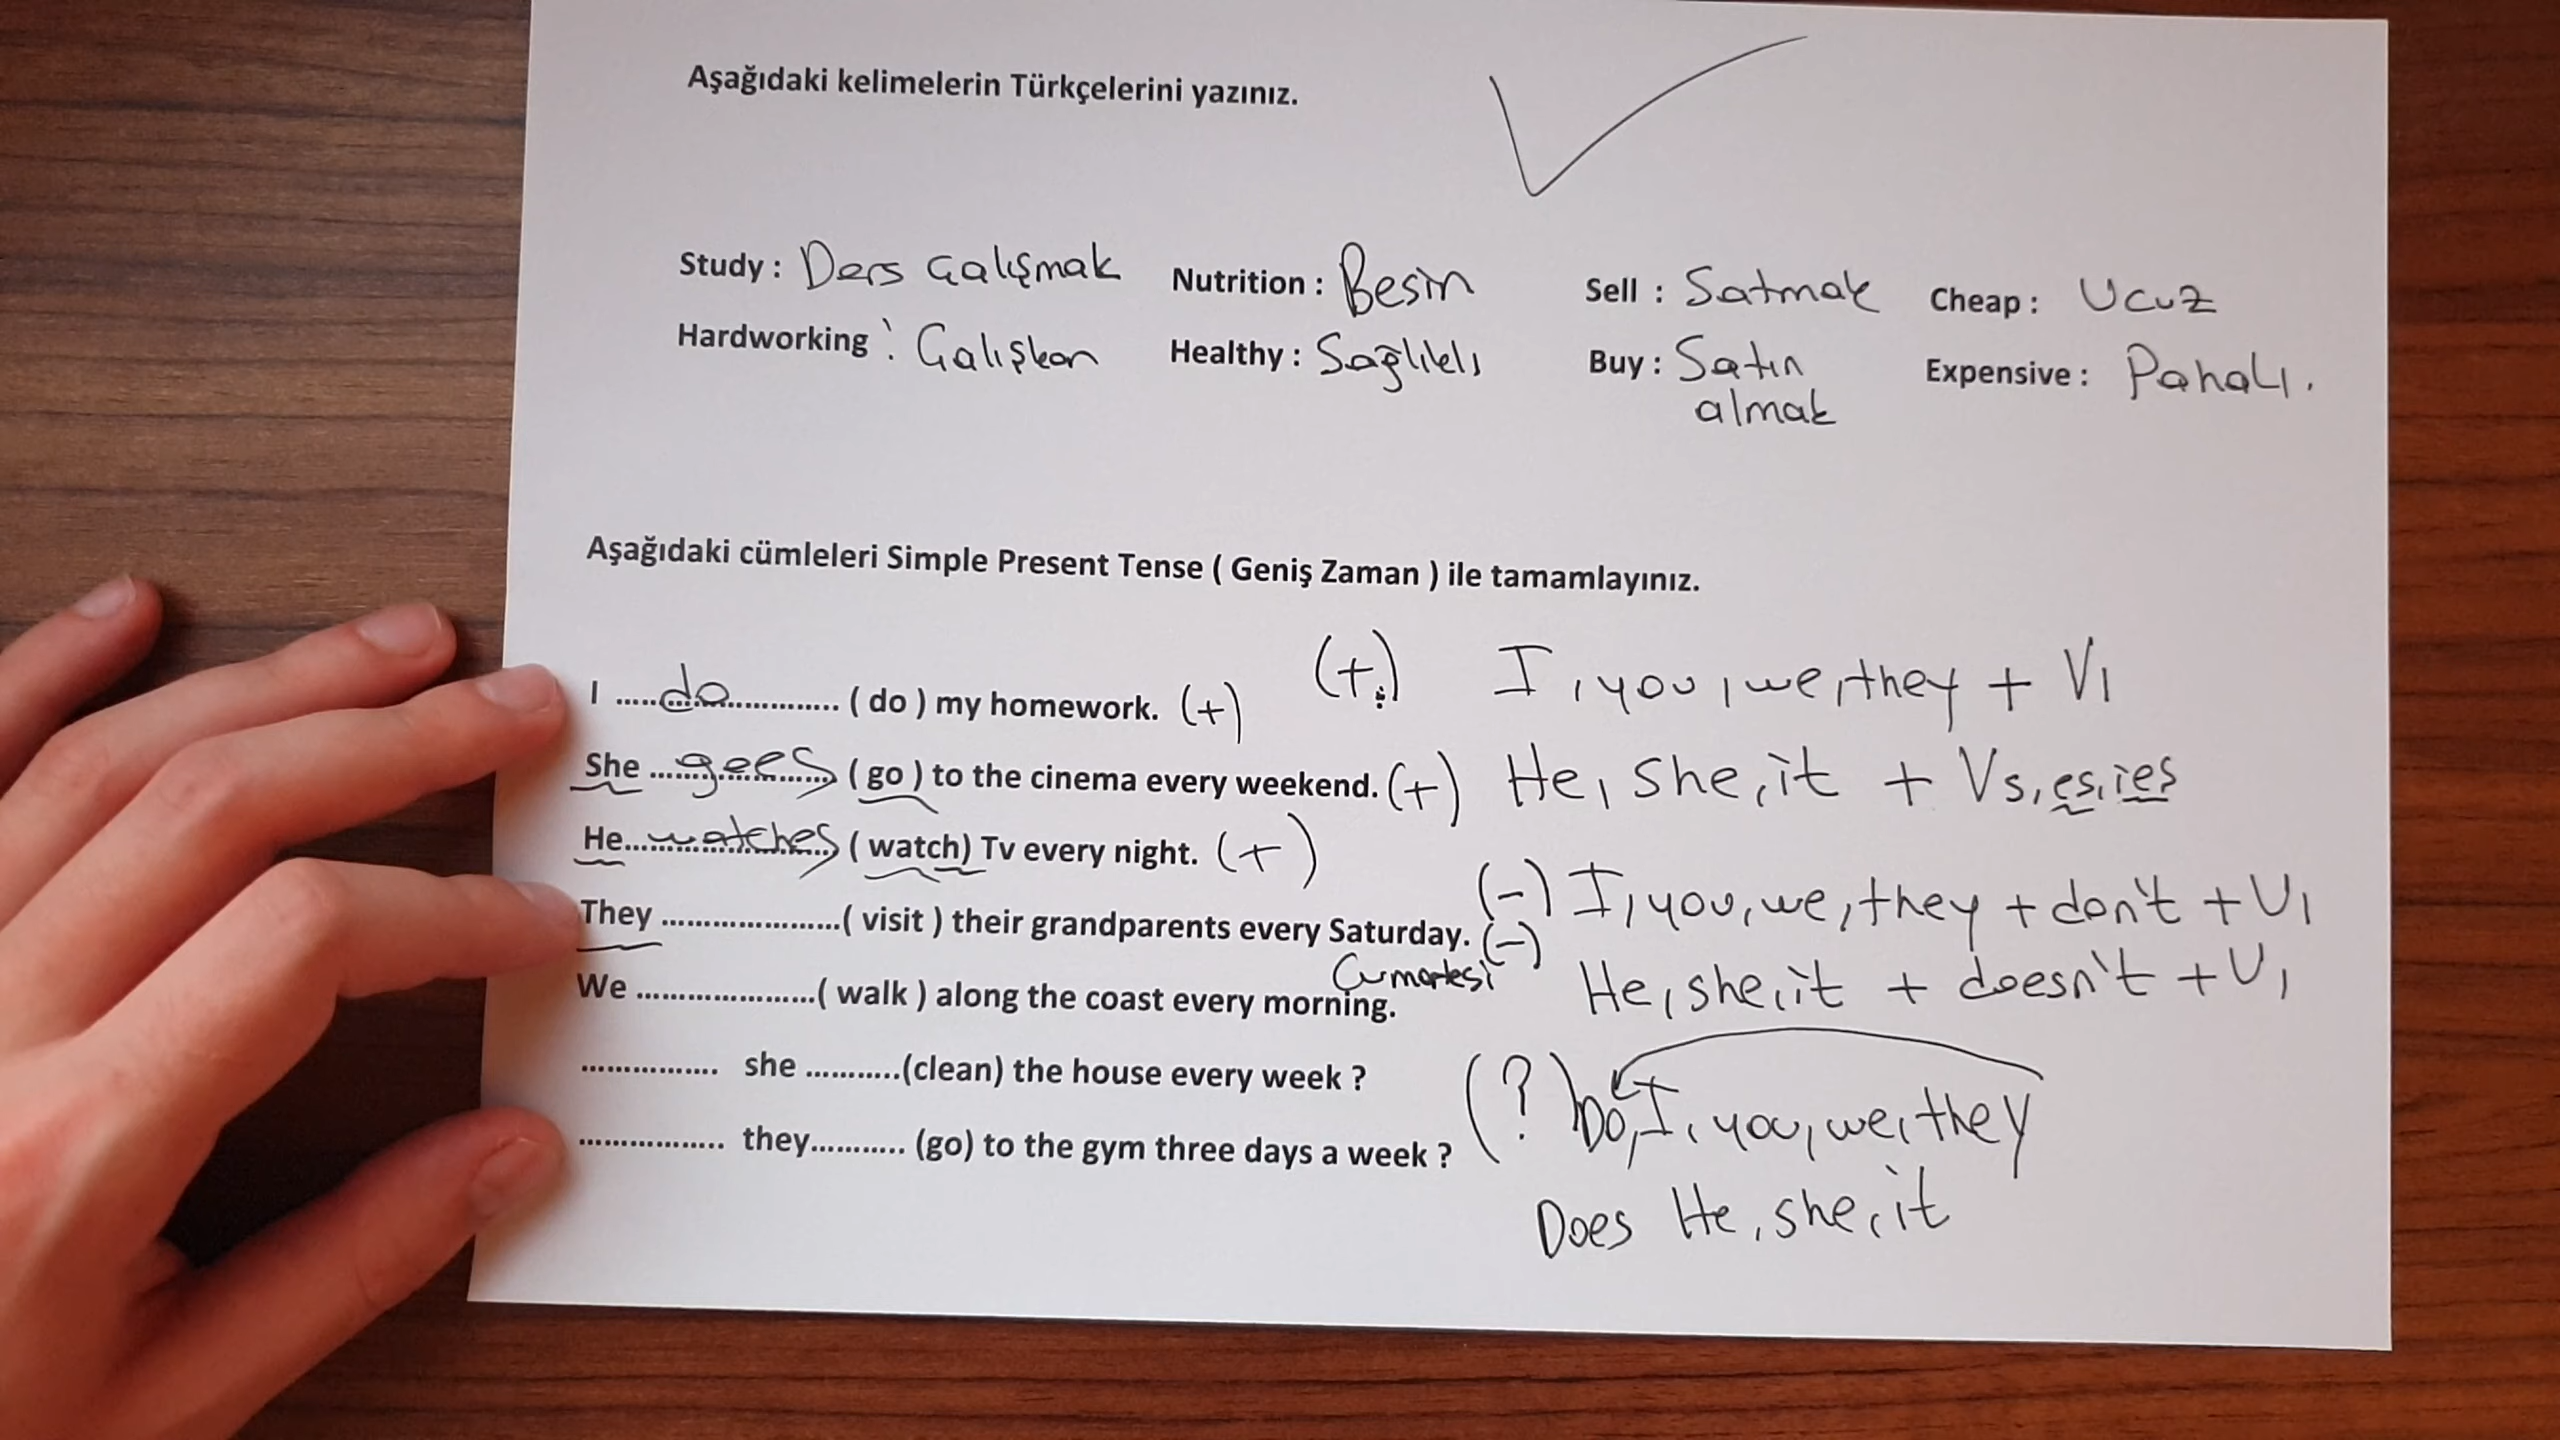 Aşağıdaki kelimelerin Türkçelerini yazınız.
Study : Ders Çalışmak Nutrition : Besin Sell : Satmak Cheap : Ucuz
Hardworking : Çalışkan Healthy : Sağlıklı Buy : Satın almak Expensive : Pahalı.
Aşağıdaki cümleleri Simple Present Tense ( Geniş Zaman ) ile tamamlayınız.
I .....do................ ( do ) my homework. (+) (+) I, you, we, they + V1
She .....goes............ ( go ) to the cinema every weekend. (+) He, she, it + Vs, es, ies
He.....watches............ ( watch) Tv every night. (+)
They ......................( visit ) their grandparents every Saturday. (-) (-) I, you, we, they + don't + V1
Cumartesi
We ......................( walk ) along the coast every morning. He, she, it + doesn't + V1
................ she ...........(clean) the house every week ?
................. they........... (go) to the gym three days a week ? (?) Do, I, you, we, they
Does He, she, it